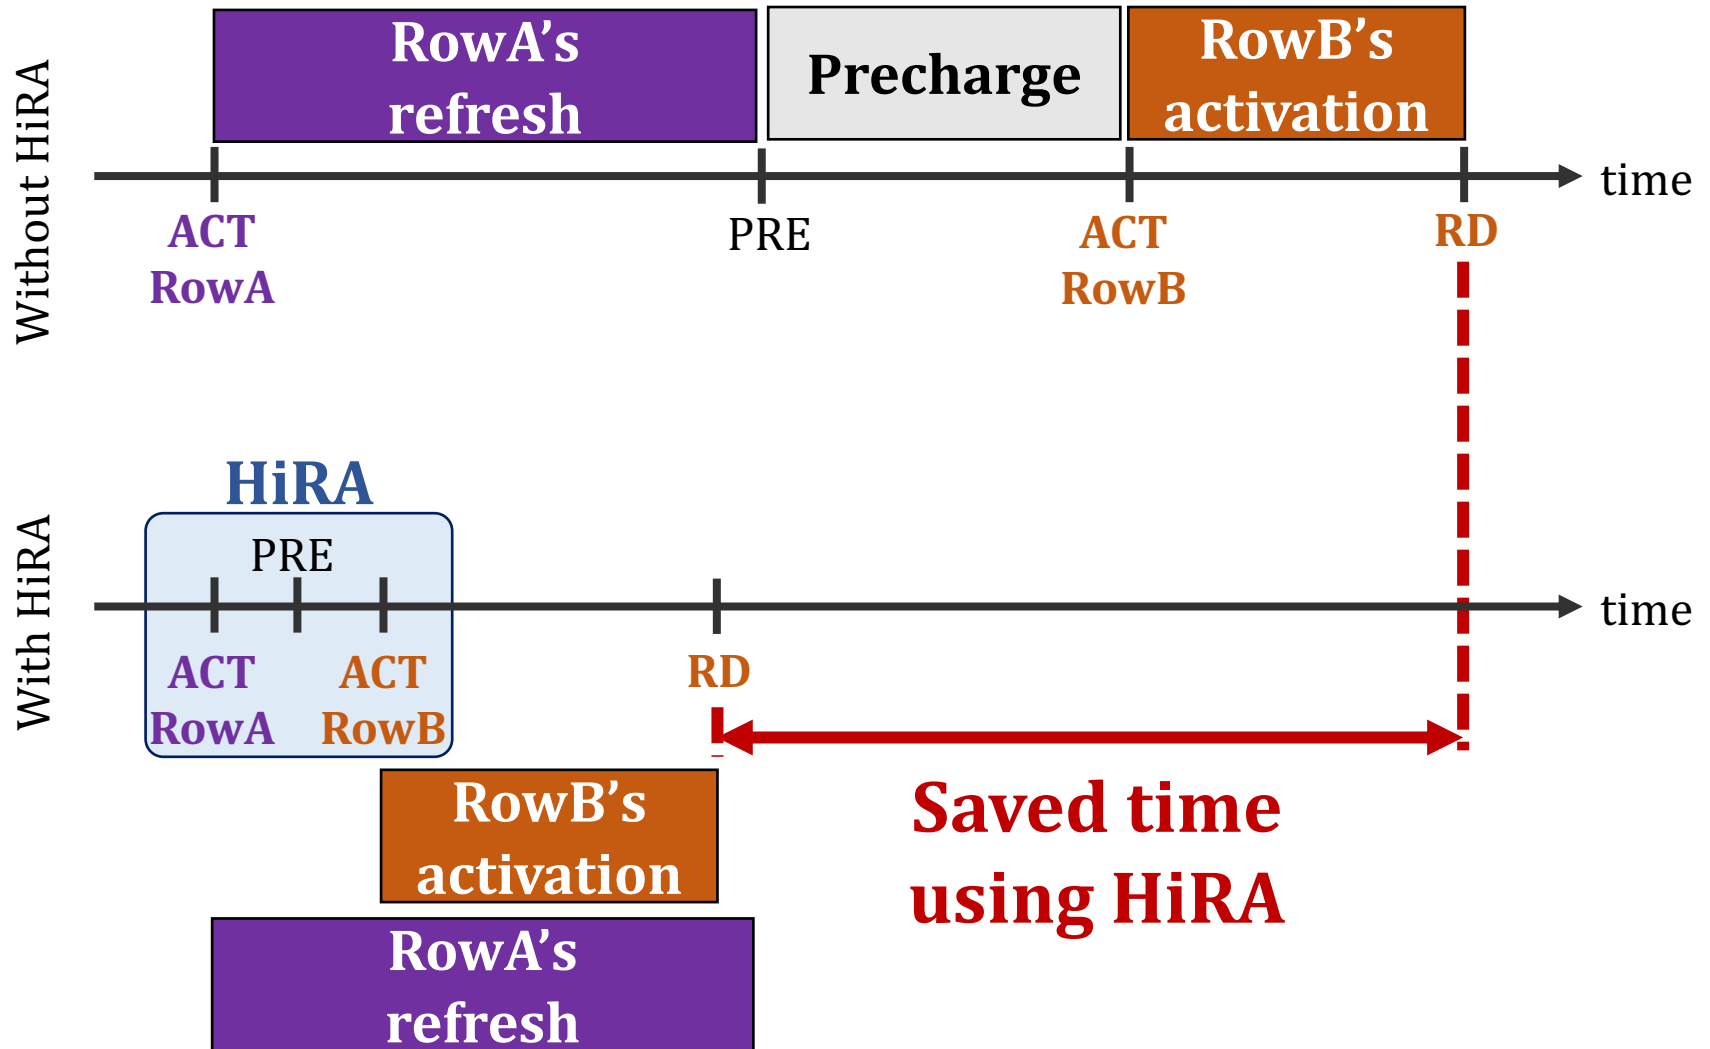 Without HiRA
RowA's
refresh
Precharge
RowB's
activation
time
ACT
RowA
PRE
ACT
RowB
RD
With HiRA
HiRA
PRE
time
ACT
RowA
ACT
RowB
RD
RowB's
activation
Saved time
using HiRA
RowA's
refresh